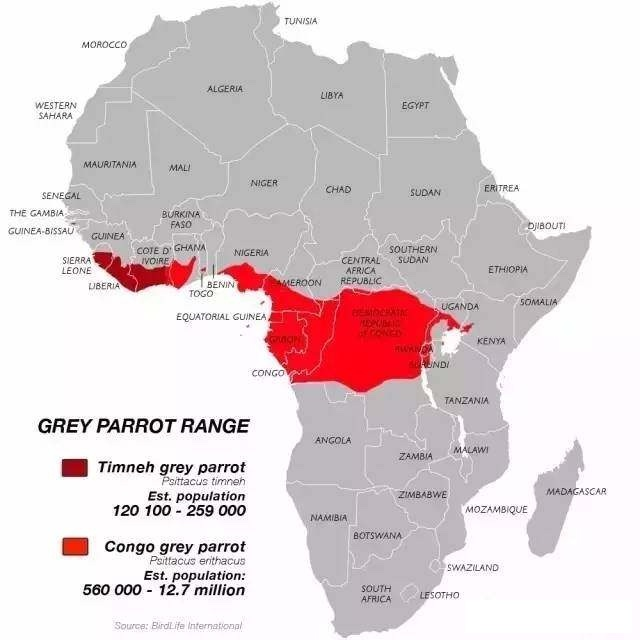 TUNISIA
MOROCCO
ALGERIA
LIBYA
EGYPT
WESTERN
SAHARA
MAURITANIA
MALI
NIGER
CHAD
SUDAN
ERITREA
SENEGAL
THE GAMBIA
GUINEA-BISSAU
GUINEA
BURKINA
FASO
DJIBOUTI
SIERRA
LEONE
LIBERIA
COTE D'
IVOIRE
GHANA
TOGO
BENIN
NIGERIA
CAMEROON
CENTRAL
AFRICA
REPUBLIC
SOUTHERN
SUDAN
ETHIOPIA
SOMALIA
EQUATORIAL GUINEA
GABON
CONGO
DEMOCRATIC
REPUBLIC
OF CONGO
UGANDA
KENYA
RWANDA
BURUNDI
TANZANIA
ANGOLA
ZAMBIA
MALAWI
ZIMBABWE
MOZAMBIQUE
MADAGASCAR
NAMIBIA
BOTSWANA
SWAZILAND
SOUTH
AFRICA
LESOTHO
GREY PARROT RANGE
Timneh grey parrot
Psittacus timneh
Est. population
120 100 - 259 000
Congo grey parrot
Psittacus erithacus
Est. population:
560 000 - 12.7 million
Source: BirdLife International